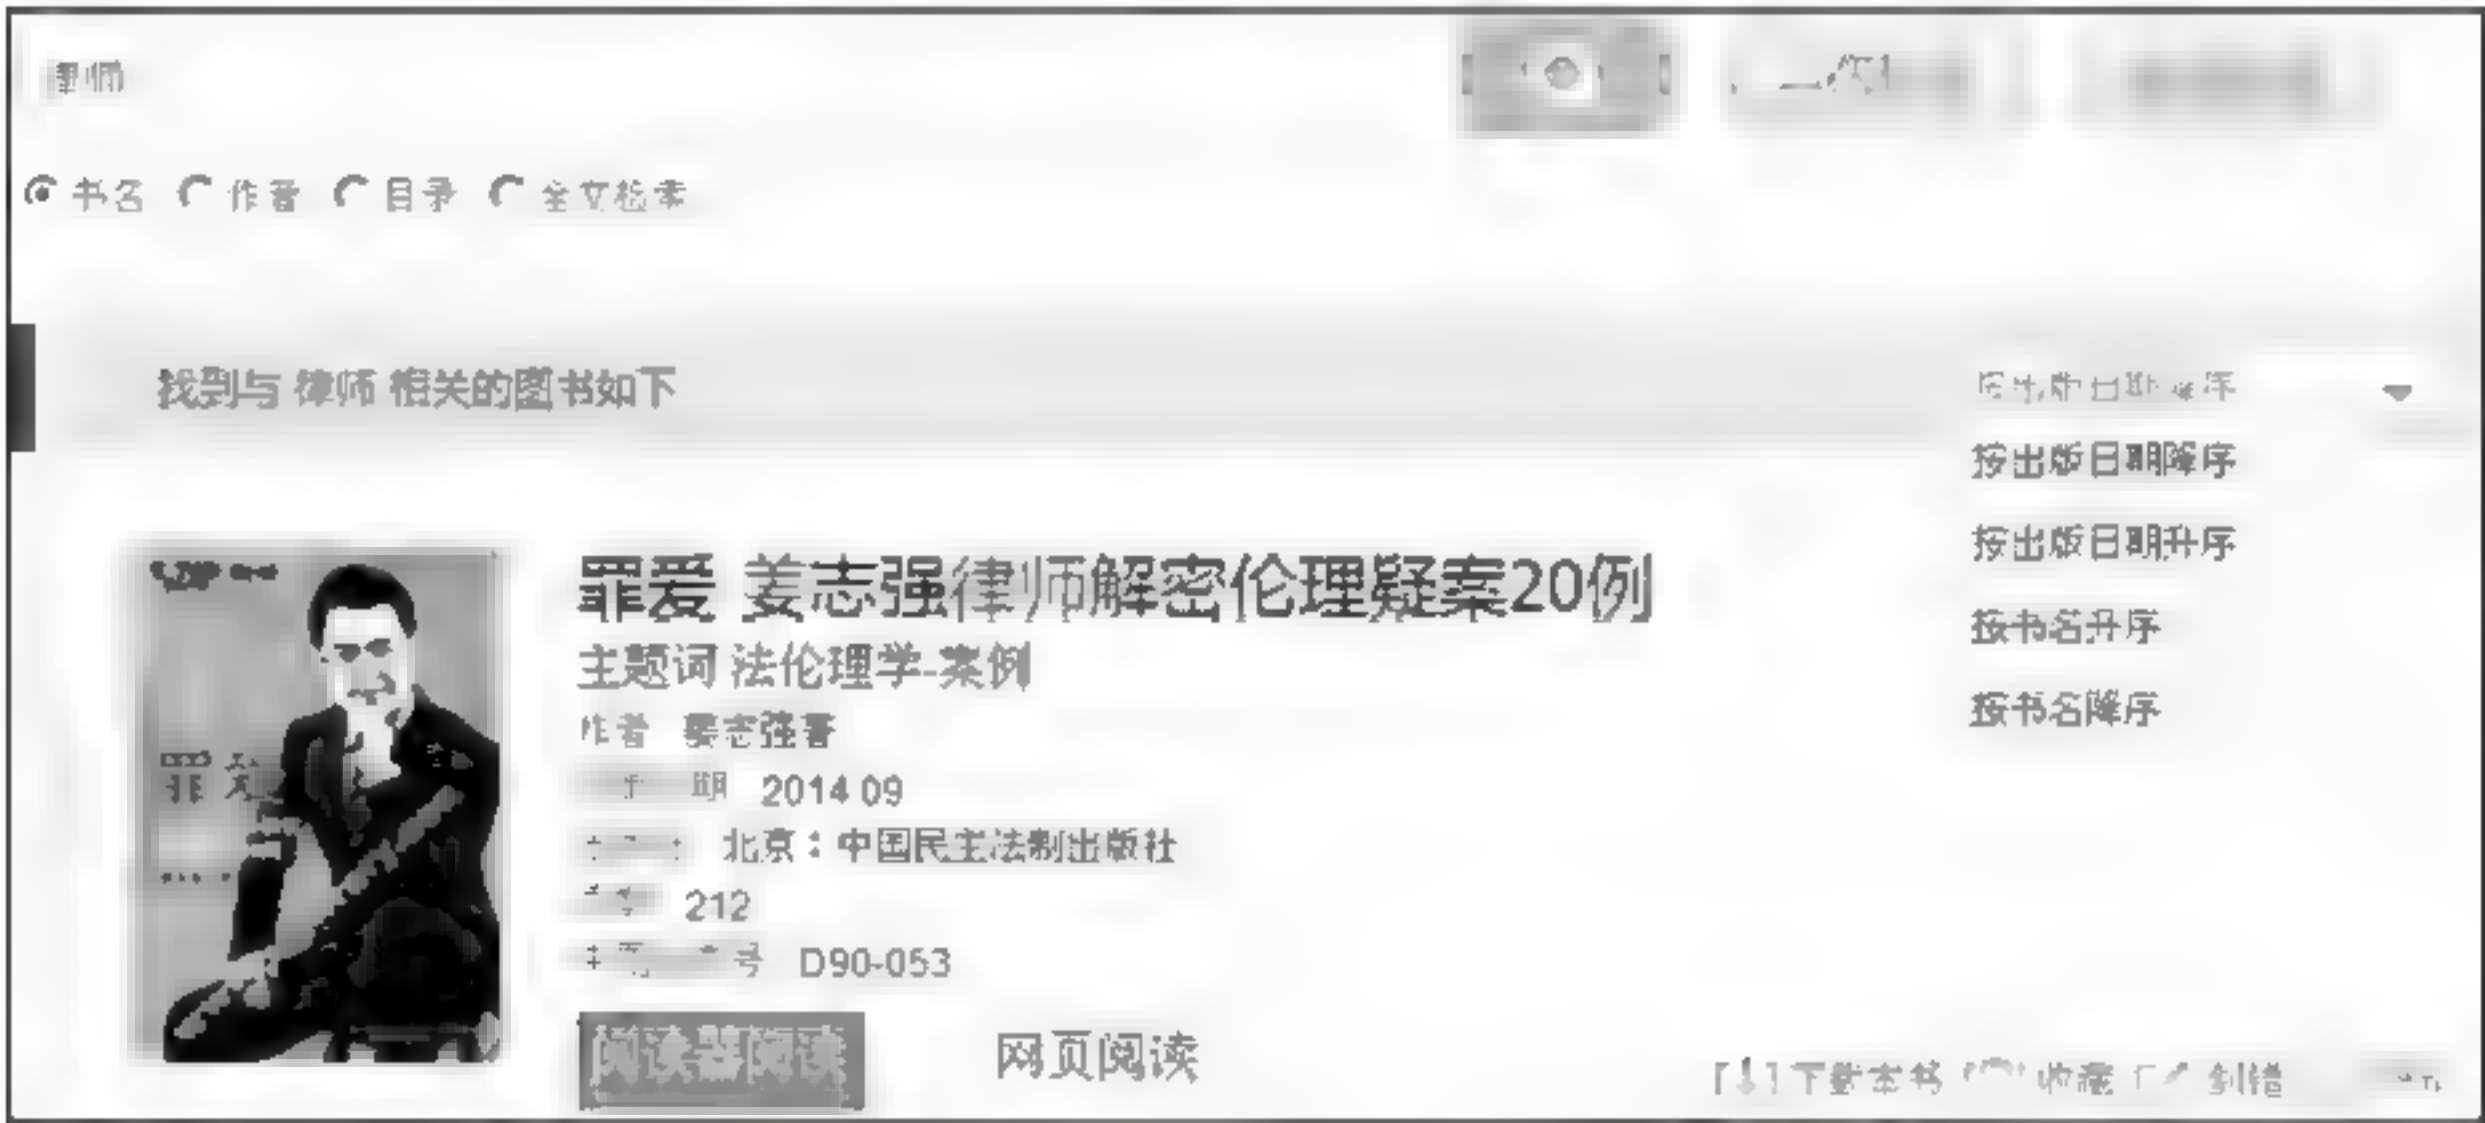 律师
书名 作者 目录 全文检索
找到与 律师 相关的图书如下
按出版日期降序
按出版日期升序
按书名升序
按书名降序
罪爱 姜志强律师解密伦理疑案20例
主题词 法伦理学-案例
作者 姜志强著
期 2014 09
北京：中国民主法制出版社
212
号 D90-053
罪爱
阅读器阅读 网页阅读
下载本书 收藏 纠错